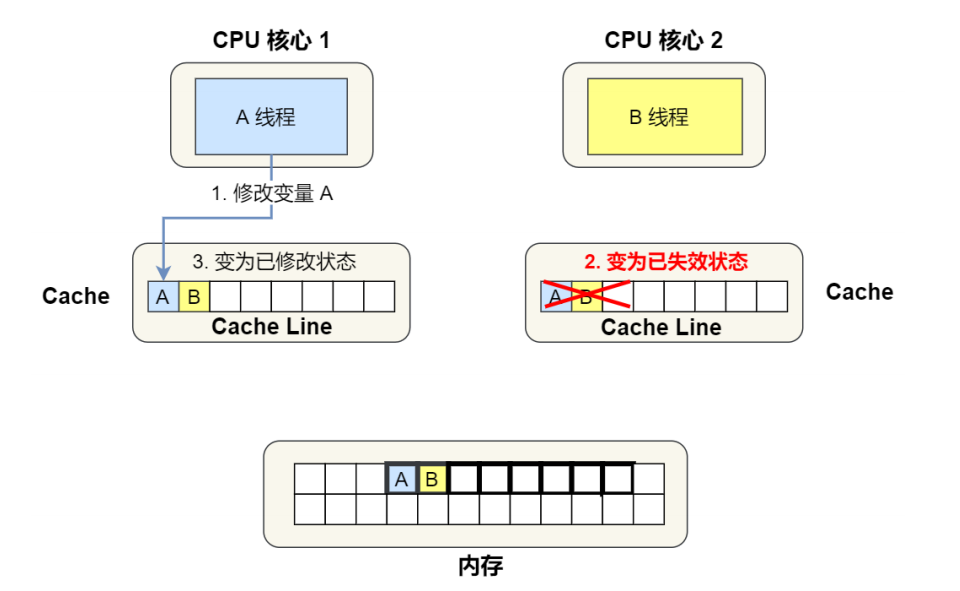 CPU 核心 1
CPU 核心 2
A 线程
B 线程
1. 修改变量 A
3. 变为已修改状态
2. 变为已失效状态
Cache
A B
A B
Cache
Cache Line
Cache Line
A B
内存